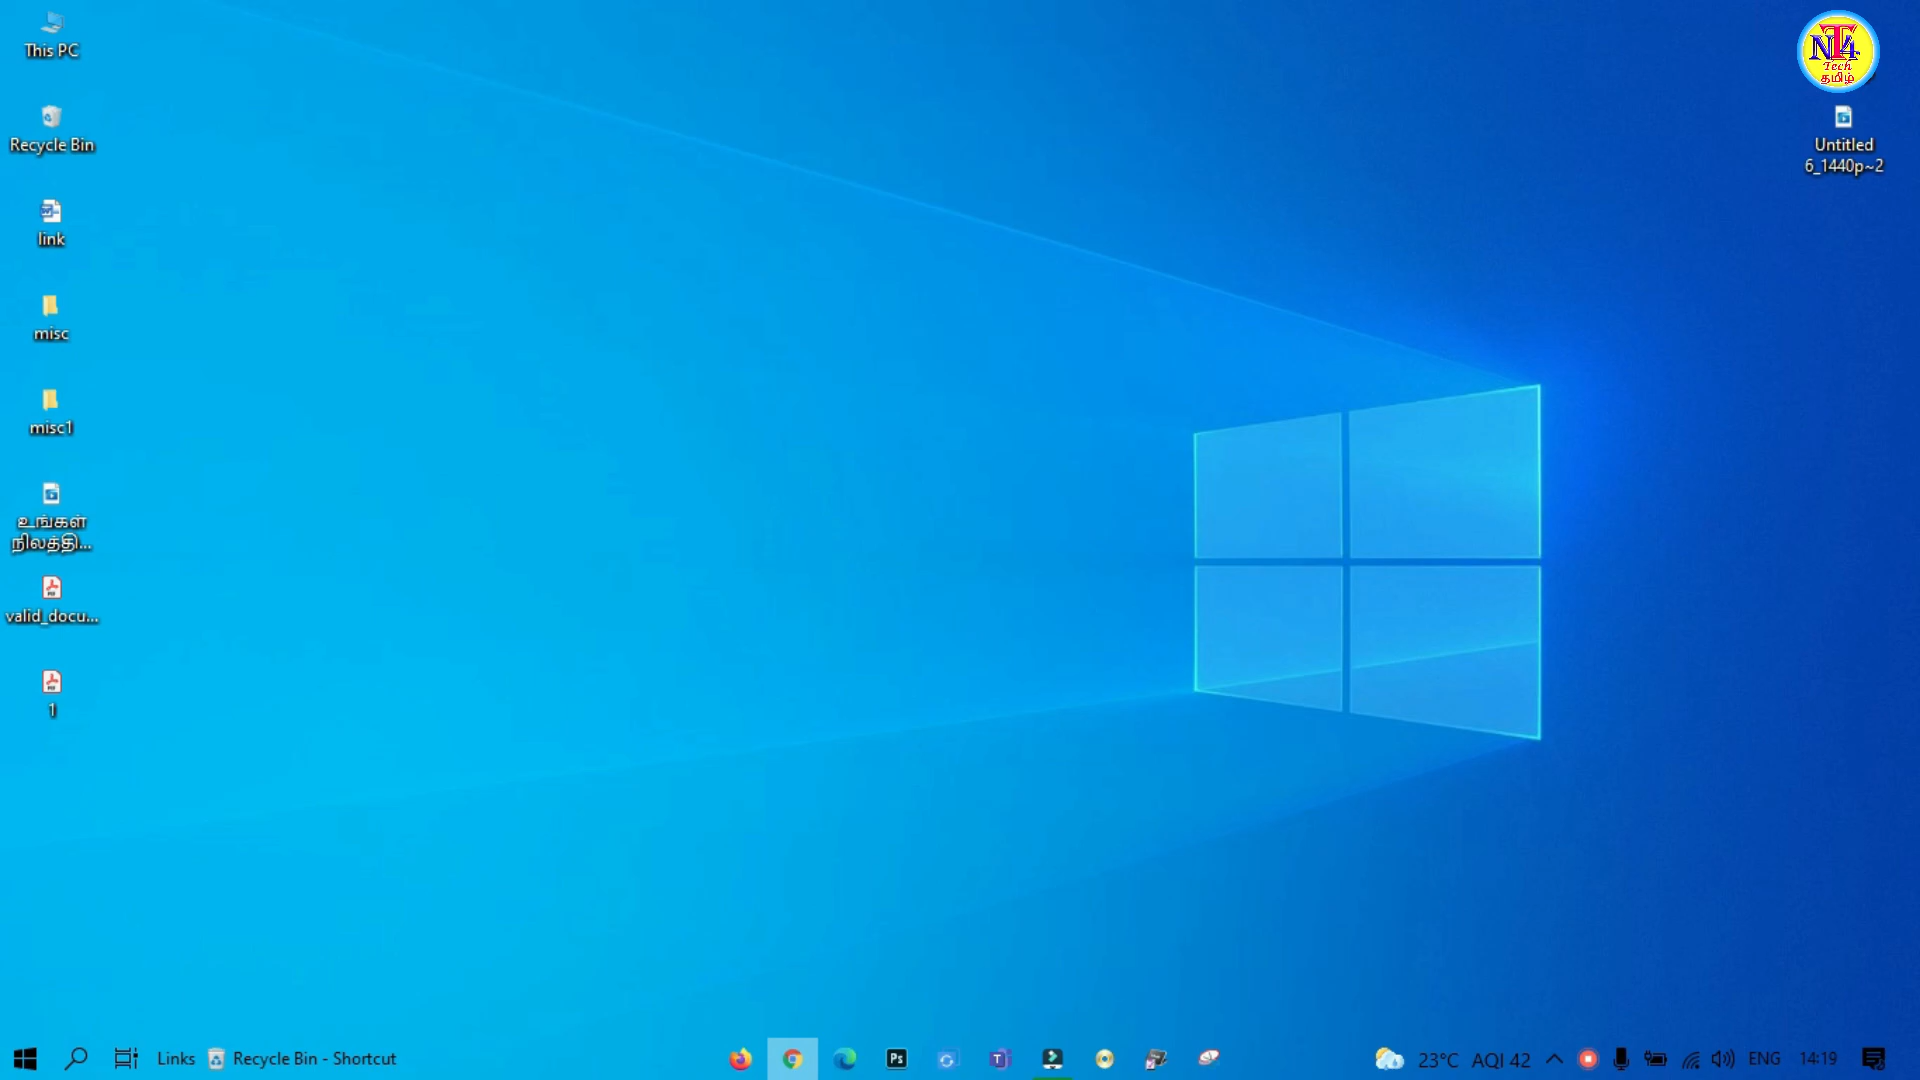 This PC
Recycle Bin
link
misc
misc1
உங்கள்
நிலத்தி...
valid_docu...
1
NT4
Tech
தமிழ்
Untitled
6_1440p~2
Links
Recycle Bin - Shortcut
Ps
23°C AQI 42
ENG
14:19